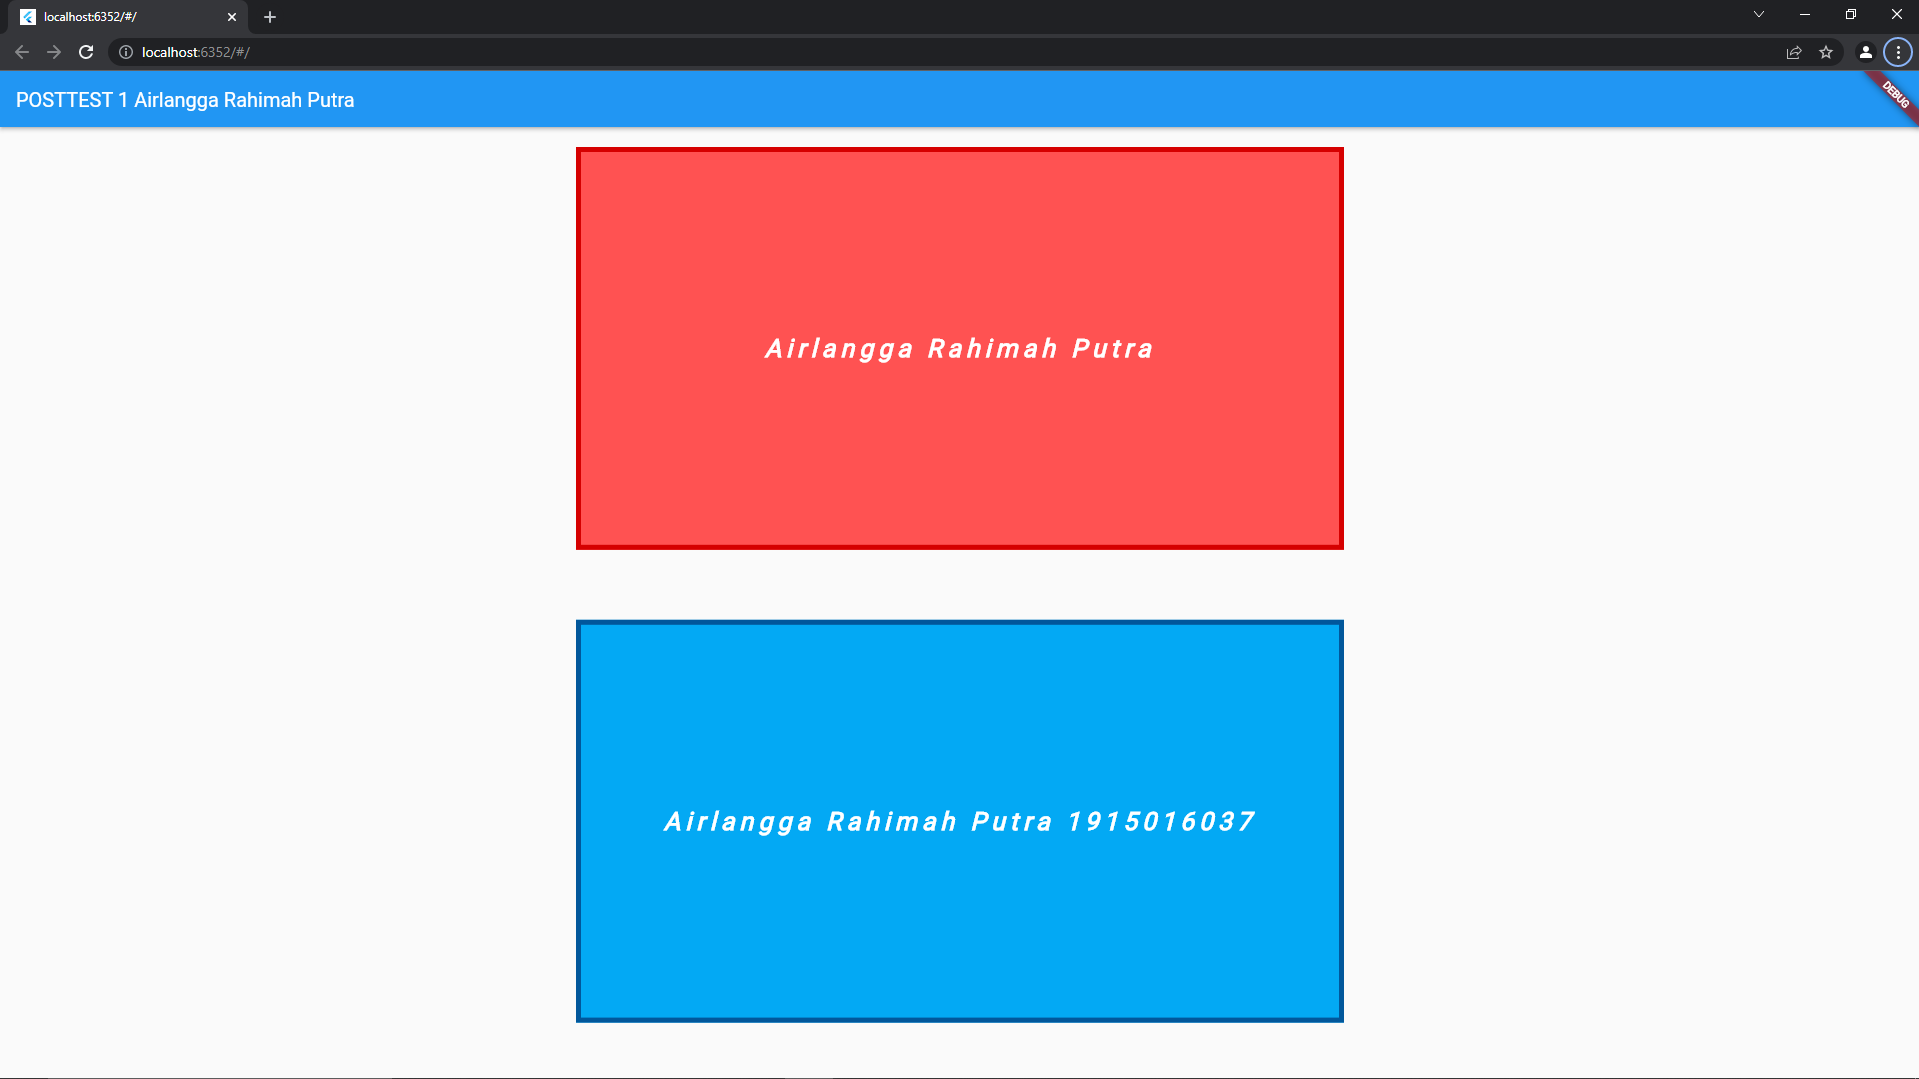 localhost:6352/#/
localhost:6352/#/
POSTTEST 1 Airlangga Rahimah Putra
DEBUG
Airlangga Rahimah Putra
Airlangga Rahimah Putra 1915016037